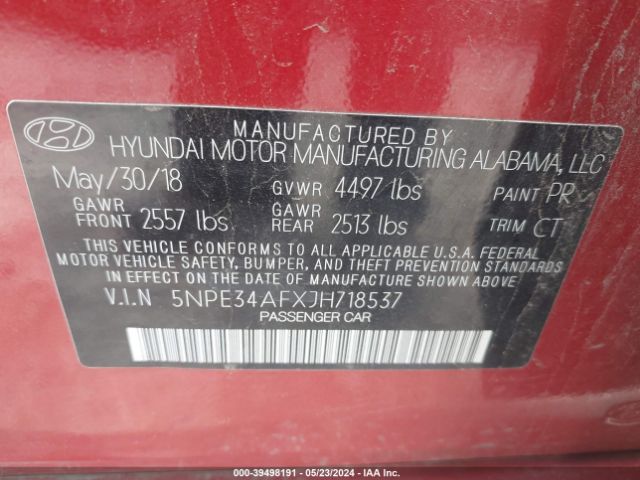 MANUFACTURED BY
HYUNDAI MOTOR MANUFACTURING ALABAMA, LLC
May/30/18 GVWR 4497 lbs PAINT PR
GAWR FRONT 2557 lbs GAWR REAR 2513 lbs TRIM CT
THIS VEHICLE CONFORMS TO ALL APPLICABLE U.S.A. FEDERAL
MOTOR VEHICLE SAFETY, BUMPER, AND THEFT PREVENTION STANDARDS
IN EFFECT ON THE DATE OF MANUFACTURING SHOWN ABOVE
V.I.N 5NPE34AFXJH718537
PASSENGER CAR
000-39498191 - 05/23/2024 - IAA Inc.